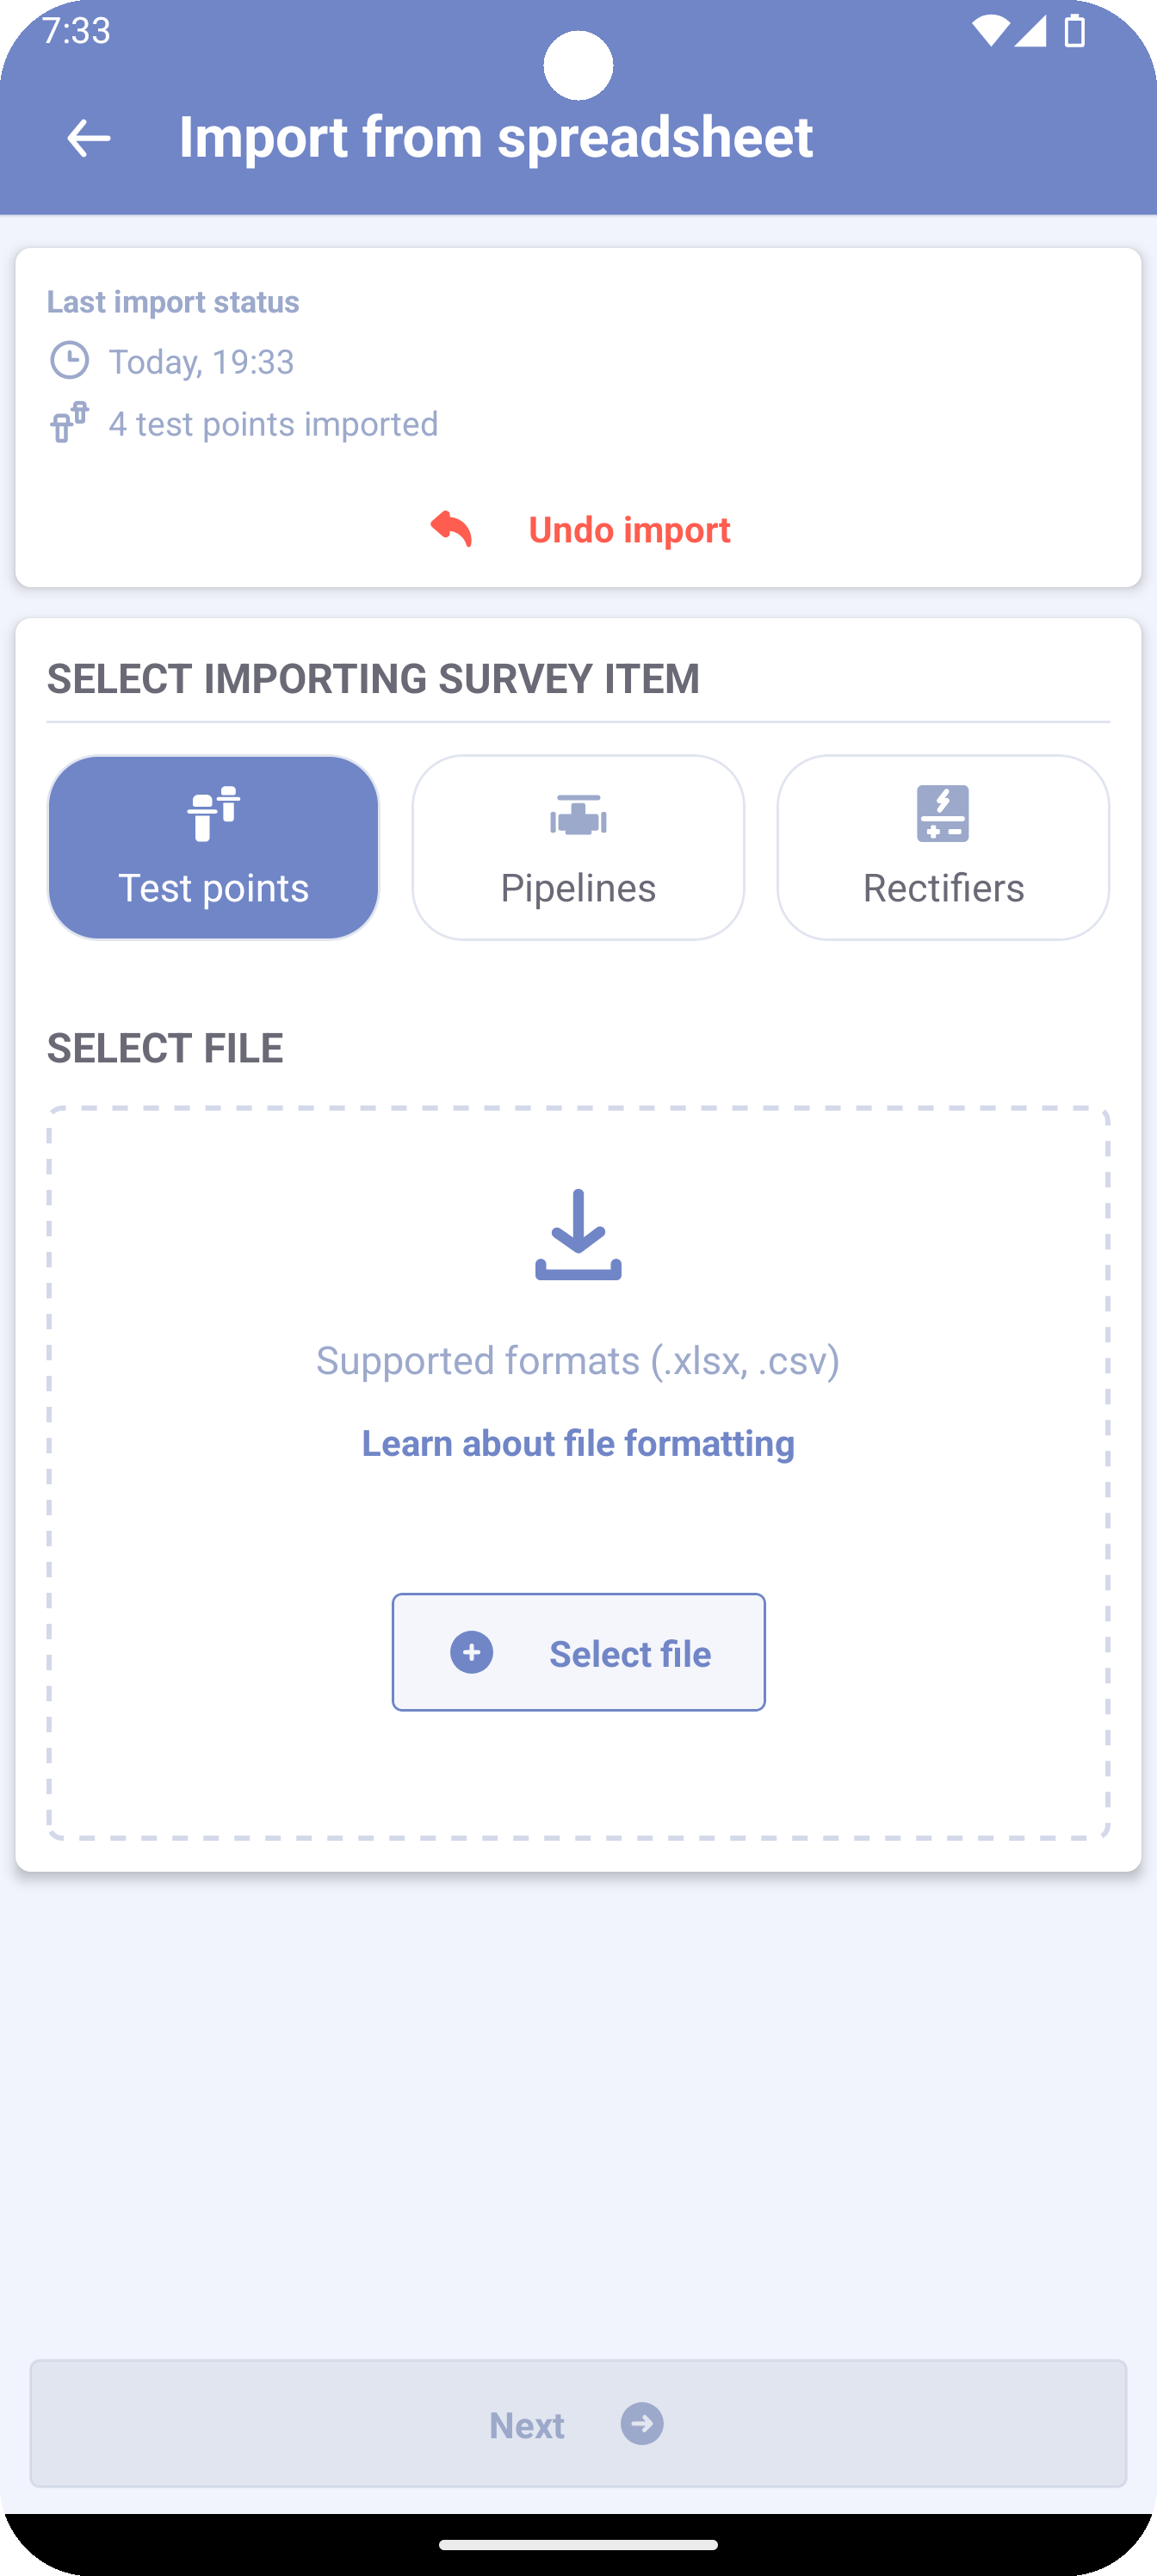 7:33
Import from spreadsheet
Last import status
Today, 19:33
4 test points imported
Undo import
SELECT IMPORTING SURVEY ITEM
Test points
Pipelines
Rectifiers
SELECT FILE
Supported formats (.xlsx, .csv)
Learn about file formatting
Select file
Next